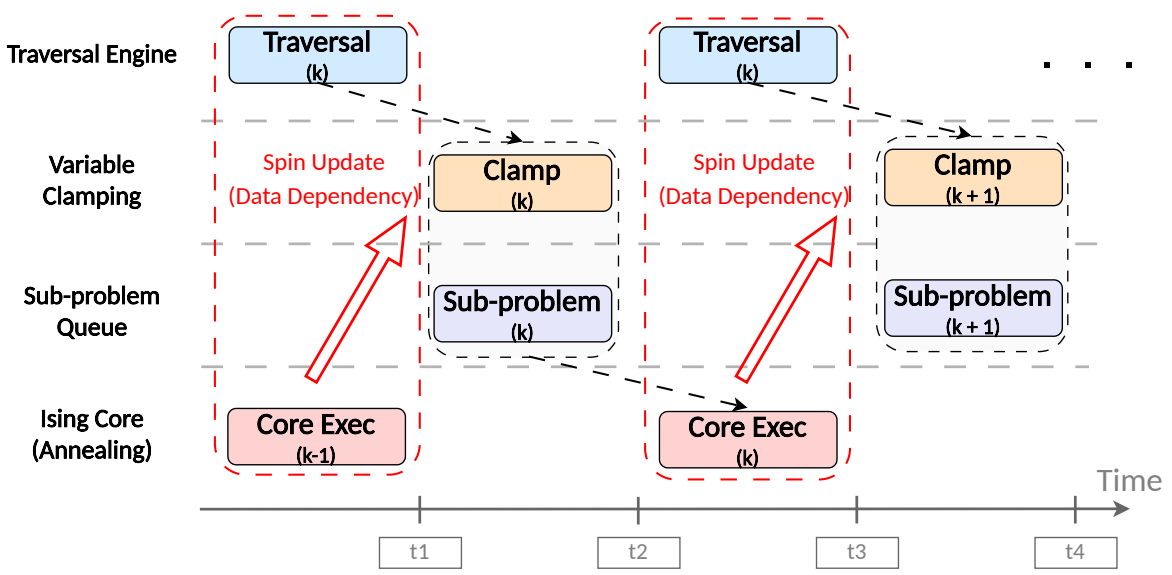 Traversal Engine
Traversal
(k)
Traversal
(k)
. . .
Variable
Clamping
Spin Update
(Data Dependency)
Clamp
(k)
Spin Update
(Data Dependency)
Clamp
(k + 1)
Sub-problem
Queue
Sub-problem
(k)
Sub-problem
(k + 1)
Ising Core
(Annealing)
Core Exec
(k-1)
Core Exec
(k)
Time
t1
t2
t3
t4